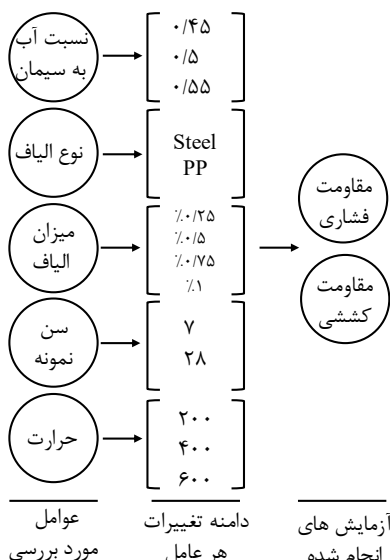 نسبت آب
به سیمان
۰/۴۵
۰/۵
۰/۵۵
نوع الیاف
Steel
PP
میزان
الیاف
٪۰/۲۵
٪۰/۵
٪۰/۷۵
٪۱
سن
نمونه
۷
۲۸
حرارت
۲۰۰
۴۰۰
۶۰۰
مقاومت
فشاری
مقاومت
کششی
عوامل
مورد بررسی
دامنه تغییرات
هر عامل
آزمایش های
انجام شده